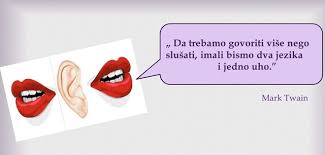 „ Da trebamo govoriti više nego
slušati, imali bismo dva jezika
i jedno uho.”
Mark Twain